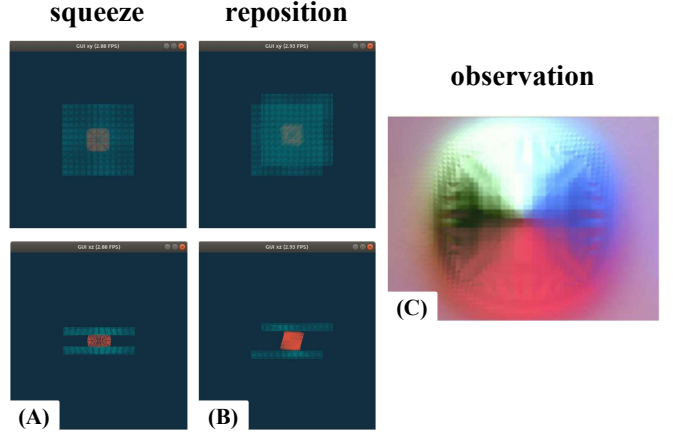 squeeze
reposition
observation
GUI xy (2.88 FPS)
GUI xy (2.93 FPS)
GUI xz (2.88 FPS)
GUI xz (2.93 FPS)
(A)
(B)
(C)